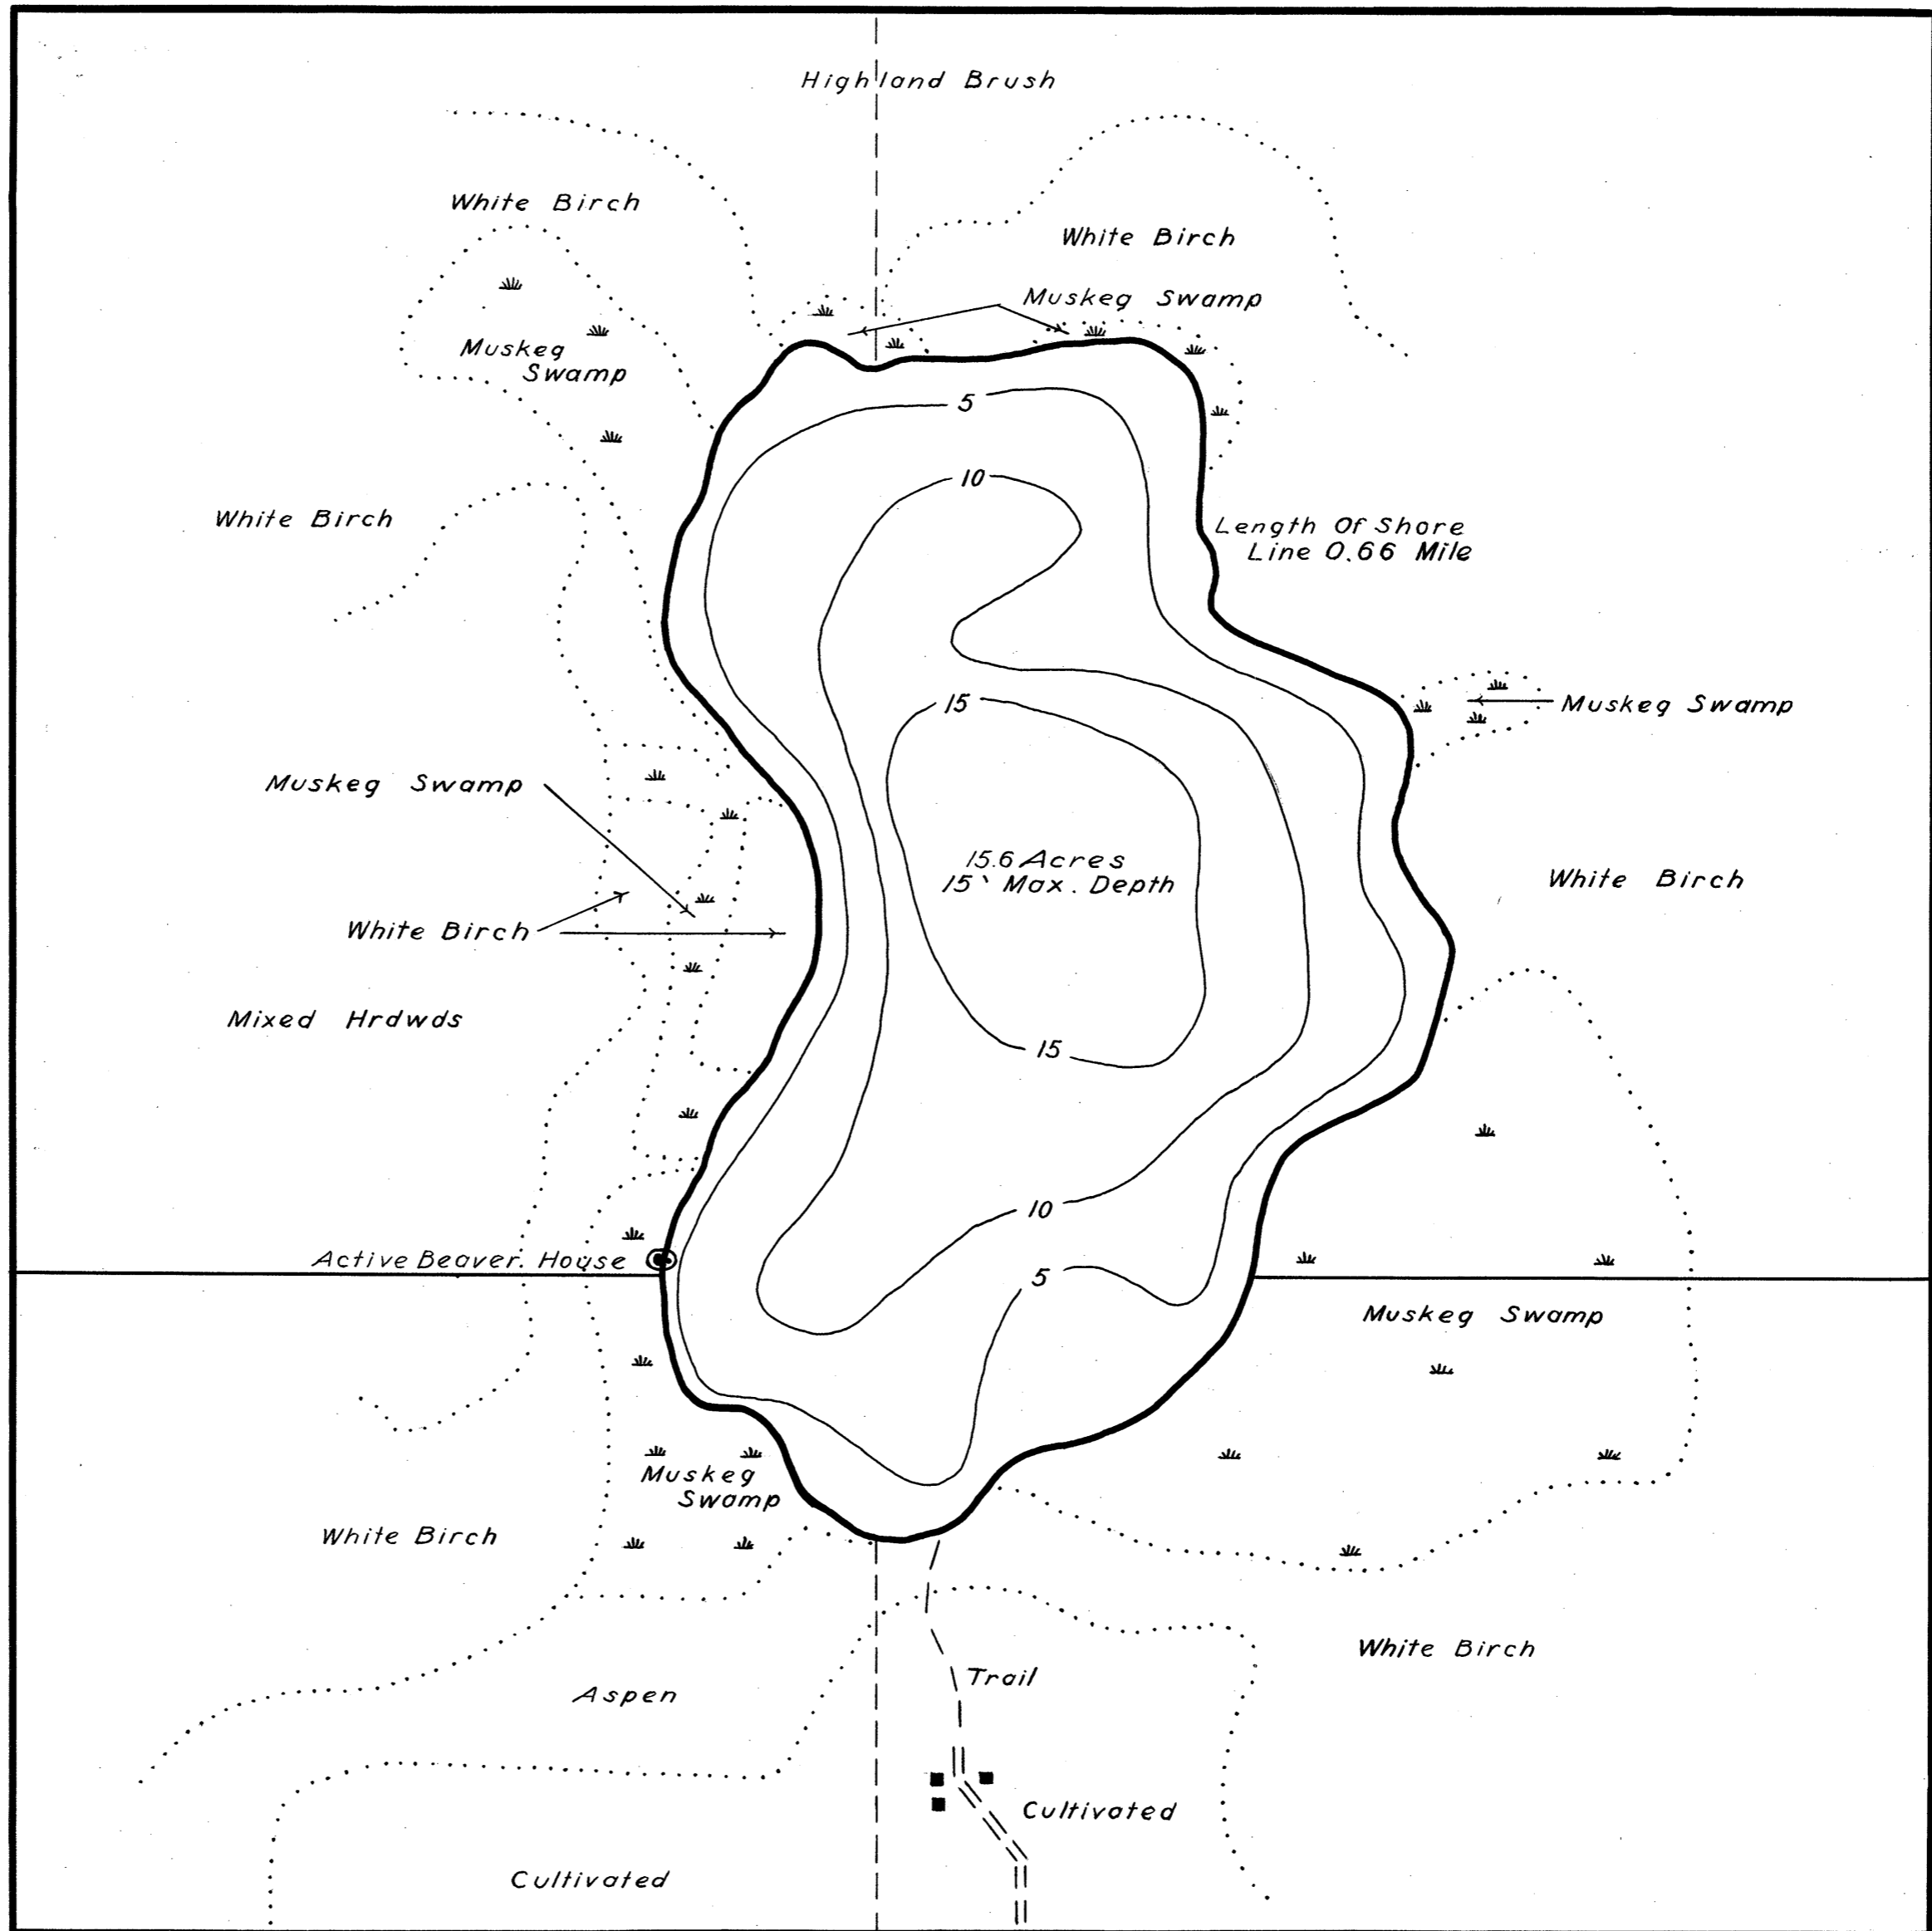 Highland Brush
White Birch
White Birch
Muskeg Swamp
Muskeg
Swamp
5
10
White Birch
Length Of Shore
Line 0.66 Mile
15
Muskeg Swamp
Muskeg Swamp
15.6 Acres
15' Max. Depth
White Birch
White Birch
Mixed Hrdwds
15
10
Active Beaver. House
5
Muskeg Swamp
Muskeg
Swamp
White Birch
White Birch
Trail
Aspen
Cultivated
Cultivated